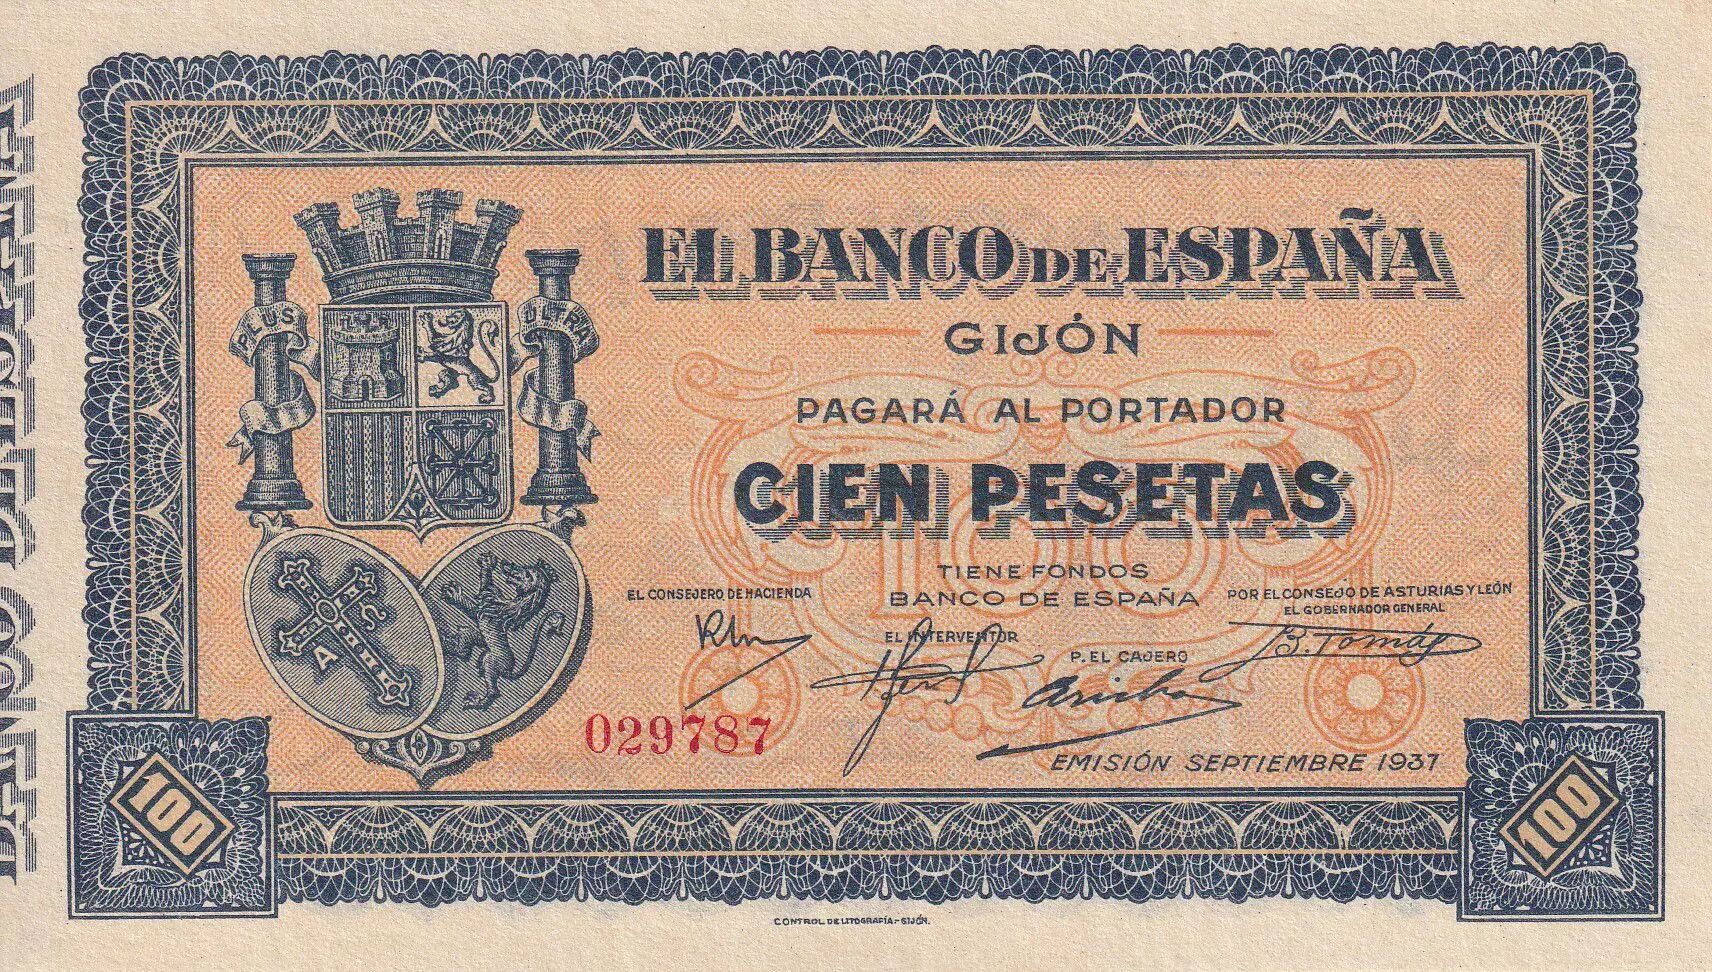 EL BANCO DE ESPAÑA
GIJÓN
PAGARÁ AL PORTADOR
CIEN PESETAS
TIENE FONDOS
BANCO DE ESPAÑA
EL CONSEJERO DE HACIENDA
EL INTERVENTOR
P. EL CAJERO
POR EL CONSEJO DE ASTURIAS Y LEÓN
EL GOBERNADOR GENERAL
B. Tomás
029787
EMISIÓN SEPTIEMBRE 1937
PLUS
ULTRA
A
Ω
100
100
100
CONTROL DE LITOGRAFÍA.-GIJÓN.